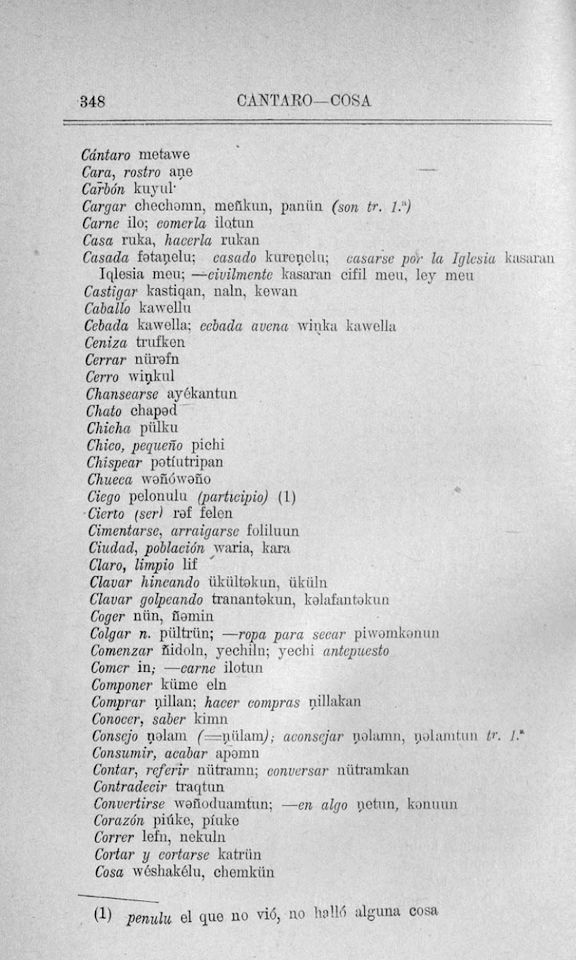 348 CANTARO—COSA
Cántaro metawe
Cara, rostro aṇe
Carbón kuyul
Cargar chechəmn, meñkun, panün (son tr. 1.ª)
Carne ilo; comerla ilotun
Casa ruka, hacerla rukan
Casada fətaṇelu; casado kureṇelu; casarse por la Iglesia kasaran
Iqlesia meu; —civilmente kasaran cifil meu, ley meu
Castigar kastiqan, naln, kewan
Caballo kawellu
Cebada kawella; cebada avena wiṇka kawella
Ceniza trufken
Cerrar nürəfn
Cerro wiṇkul
Chansearse ayékantun
Chato chapəd
Chicha pülku
Chico, pequeño pichi
Chispear pətíutripan
Chueca wəñówəño
Ciego pelonulu (participio) (1)
Cierto (ser) rəf felen
Cimentarse, arraigarse foliluun
Ciudad, población waria, kara
Claro, limpio lif
Clavar hincando ükültəkun, üküln
Clavar golpeando tranantəkun, kəlafantəkun
Coger nün, ñəmin
Colgar n. pültrün; —ropa para secar piwəmkənun
Comenzar ñidoln, yechiln; yechi antepuesto
Comer in; —carne ilotun
Componer küme eln
Comprar ṇillan; hacer compras ṇillakan
Conocer, saber kimn
Consejo ṇəlam (=ṇülam); aconsejar ṇəlamn, ṇəlamtun tr. 1.ª
Consumir, acabar apəmn
Contar, referir nütramn; conversar nütramkan
Contradecir traqtun
Convertirse wəñoduamtun; —en algo ṇetun, kənuun
Corazón piúke, píuke
Correr lefn, nekuln
Cortar y cortarse katrün
Cosa wéshakélu, chemkün
(1) penulu el que no vió, no halló alguna cosa